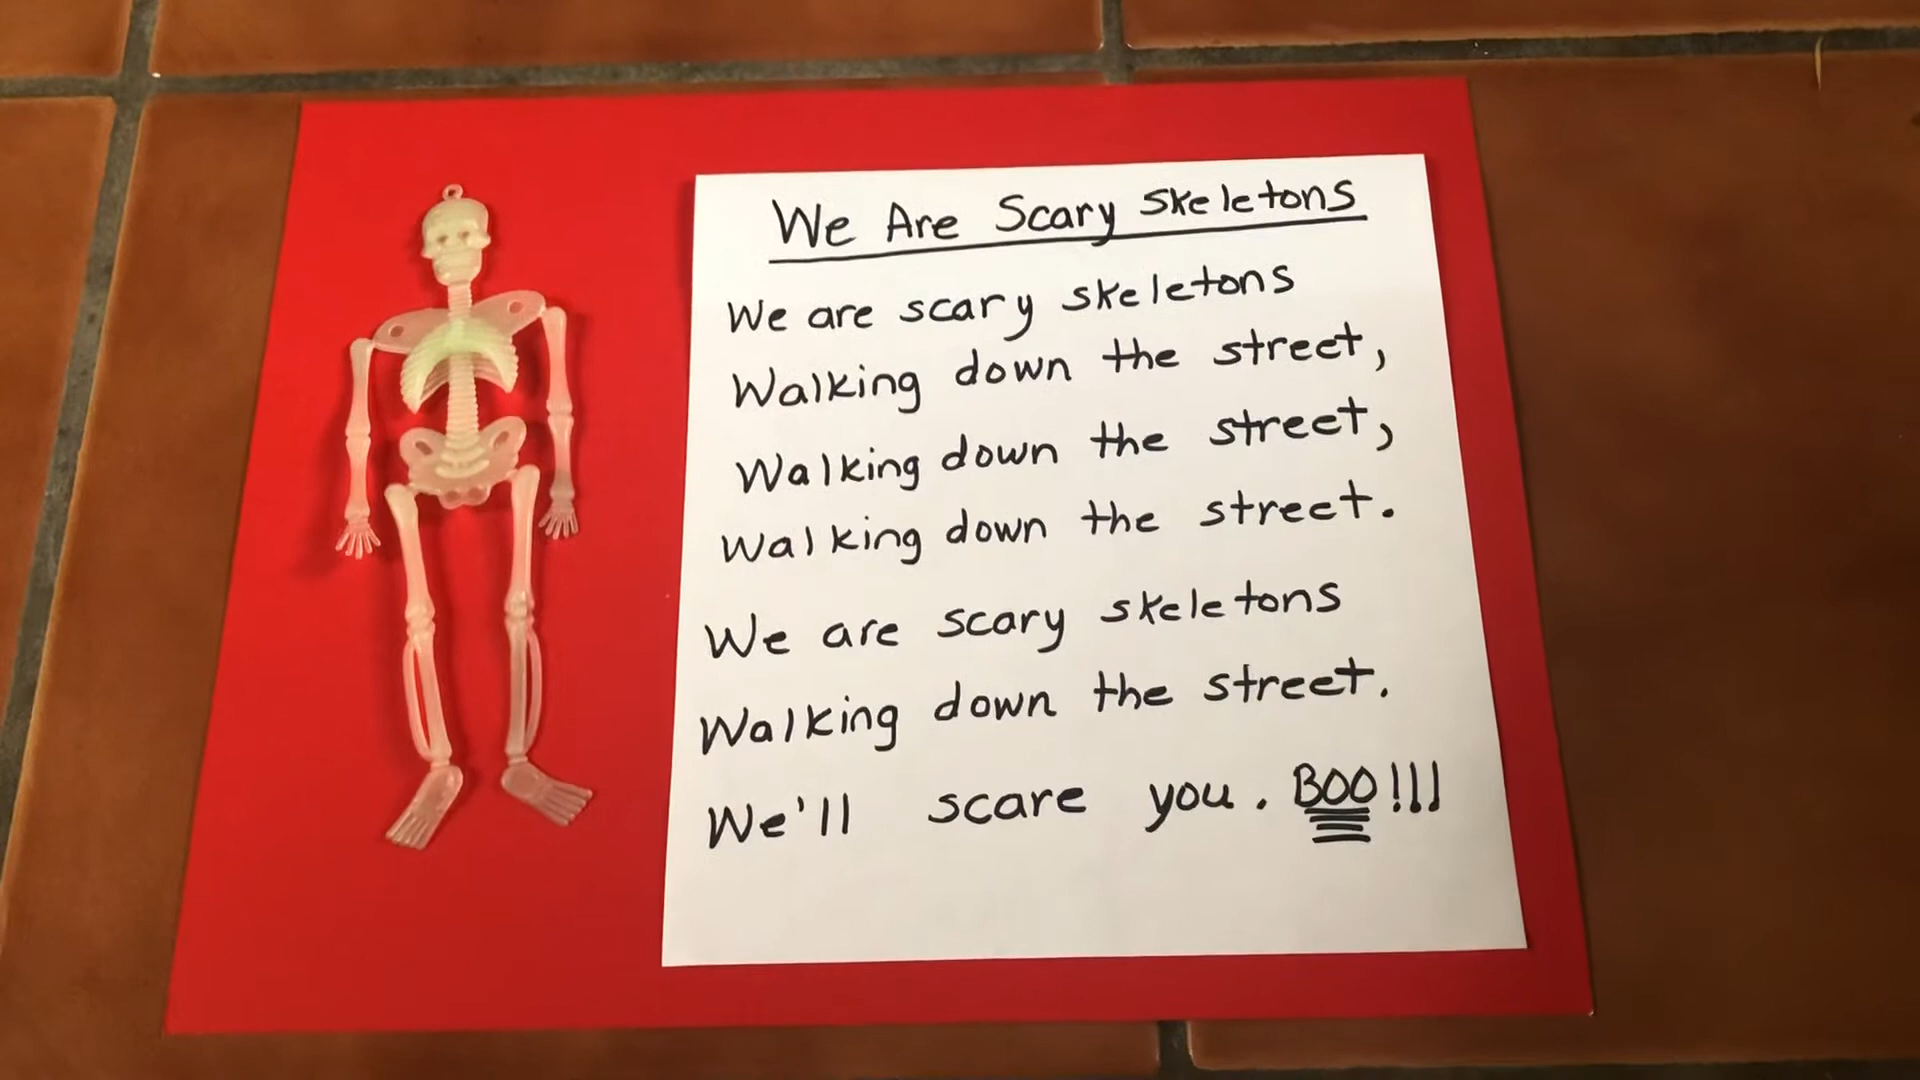 We Are Scary Skeletons
We are scary skeletons
Walking down the street,
Walking down the street,
Walking down the street.
We are scary skeletons
Walking down the street.
We'll scare you. BOO!!!